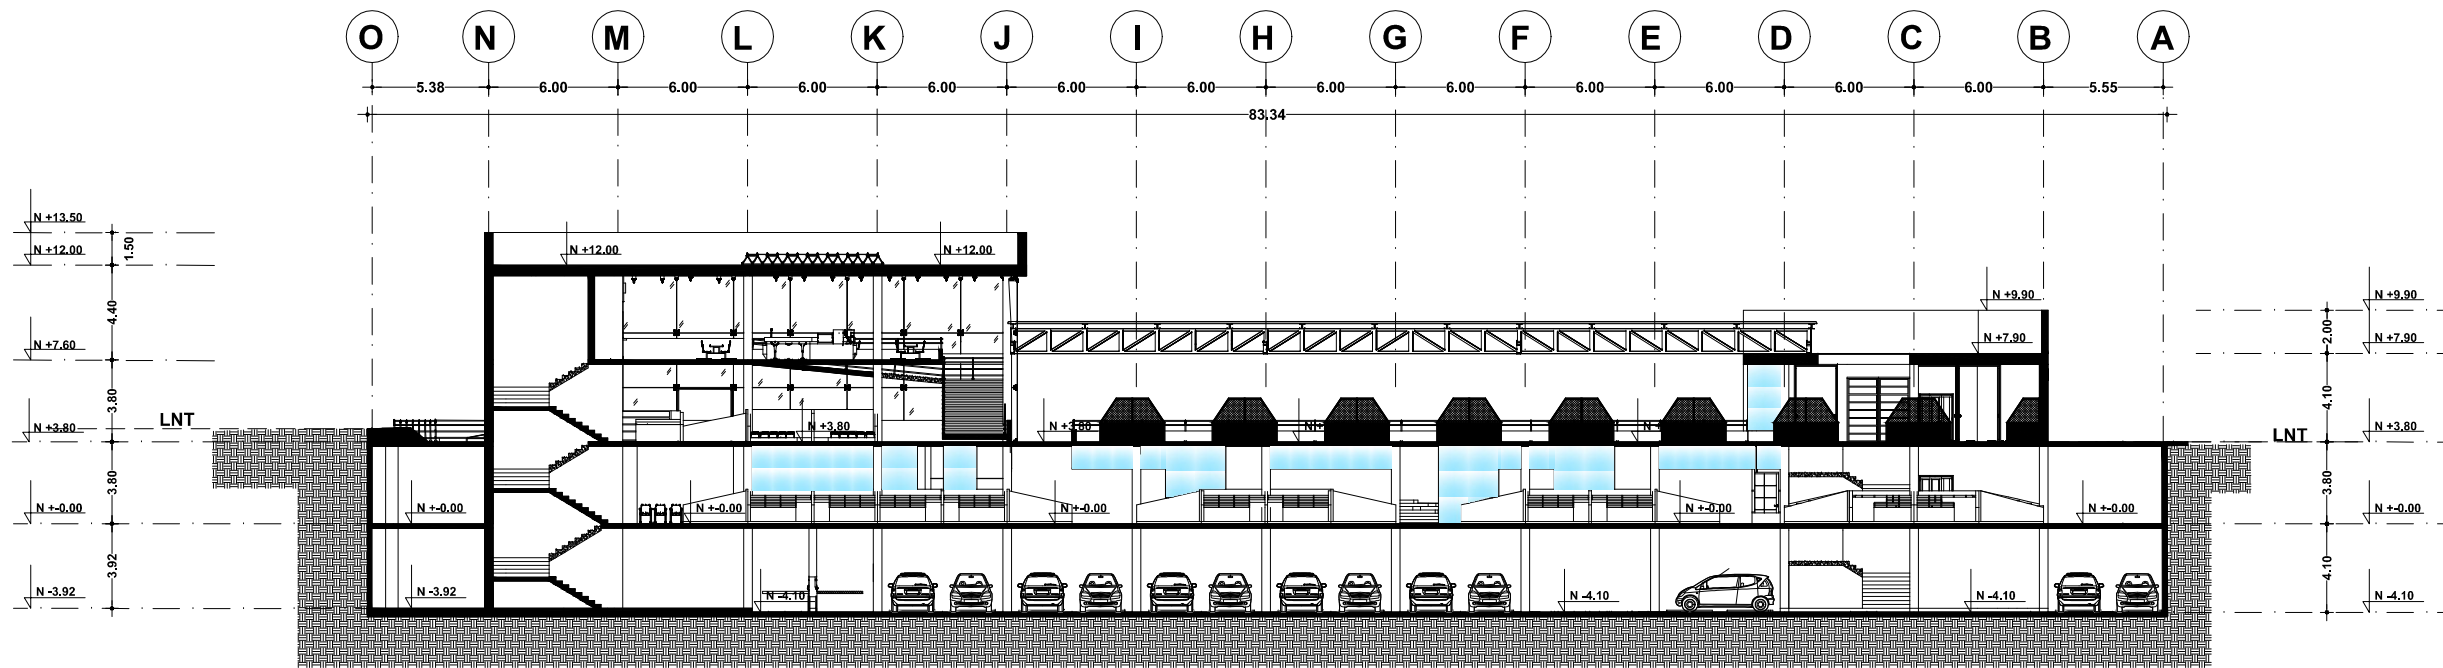 O N M L K J I H G F E D C B A
5.38 6.00 6.00 6.00 6.00 6.00 6.00 6.00 6.00 6.00 6.00 6.00 6.00 5.55
83.34
N +13.50
1.50
N +12.00 N +12.00 N +12.00
N +9.90 N +9.90
4.40 2.00
N +7.60 N +7.90 N +7.90
3.80 4.10
LNT
N +3.80 N +3.80 N +3.80
LNT
3.80 3.80
N +-0.00 N +-0.00 N +-0.00 N +-0.00 N +-0.00 N +-0.00 N +-0.00
3.92 4.10
N -3.92 N -3.92 N -4.10 N -4.10 N -4.10 N -4.10